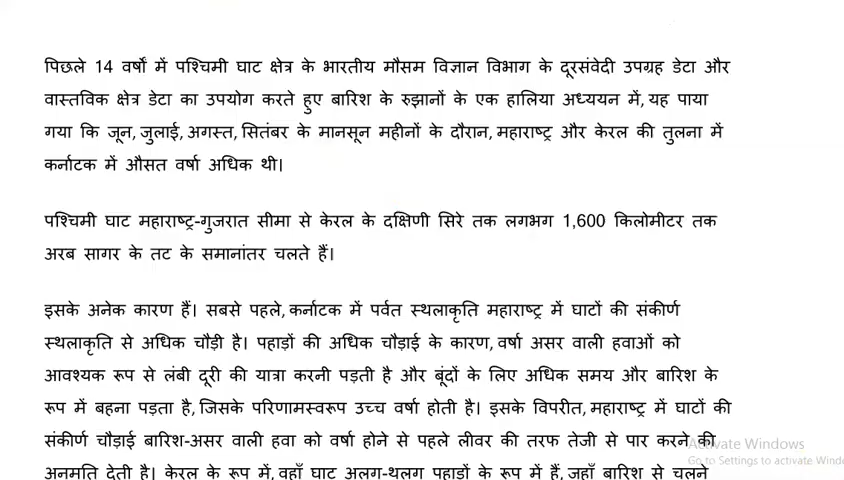 पिछले 14 वर्षों में पश्चिमी घाट क्षेत्र के भारतीय मौसम विज्ञान विभाग के दूरसंवेदी उपग्रह डेटा और
वास्तविक क्षेत्र डेटा का उपयोग करते हुए बारिश के रुझानों के एक हालिया अध्ययन में, यह पाया
गया कि जून, जुलाई, अगस्त, सितंबर के मानसून महीनों के दौरान, महाराष्ट्र और केरल की तुलना में
कर्नाटक में औसत वर्षा अधिक थी।
पश्चिमी घाट महाराष्ट्र-गुजरात सीमा से केरल के दक्षिणी सिरे तक लगभग 1,600 किलोमीटर तक
अरब सागर के तट के समानांतर चलते हैं।
इसके अनेक कारण हैं। सबसे पहले, कर्नाटक में पर्वत स्थलाकृति महाराष्ट्र में घाटों की संकीर्ण
स्थलाकृति से अधिक चौड़ी है। पहाड़ों की अधिक चौड़ाई के कारण, वर्षा असर वाली हवाओं को
आवश्यक रूप से लंबी दूरी की यात्रा करनी पड़ती है और बूंदों के लिए अधिक समय और बारिश के
रूप में बहना पड़ता है, जिसके परिणामस्वरूप उच्च वर्षा होती है। इसके विपरीत, महाराष्ट्र में घाटों की
संकीर्ण चौड़ाई बारिश-असर वाली हवा को वर्षा होने से पहले लीवर की तरफ तेजी से पार करने की
अनमति देती है। केरल के रूप में, वहाँ घाट अलग-थलग पहाड़ों के रूप में हैं, जहाँ बारिश से चलने
Activate Windows
Go to Settings to activate Windo